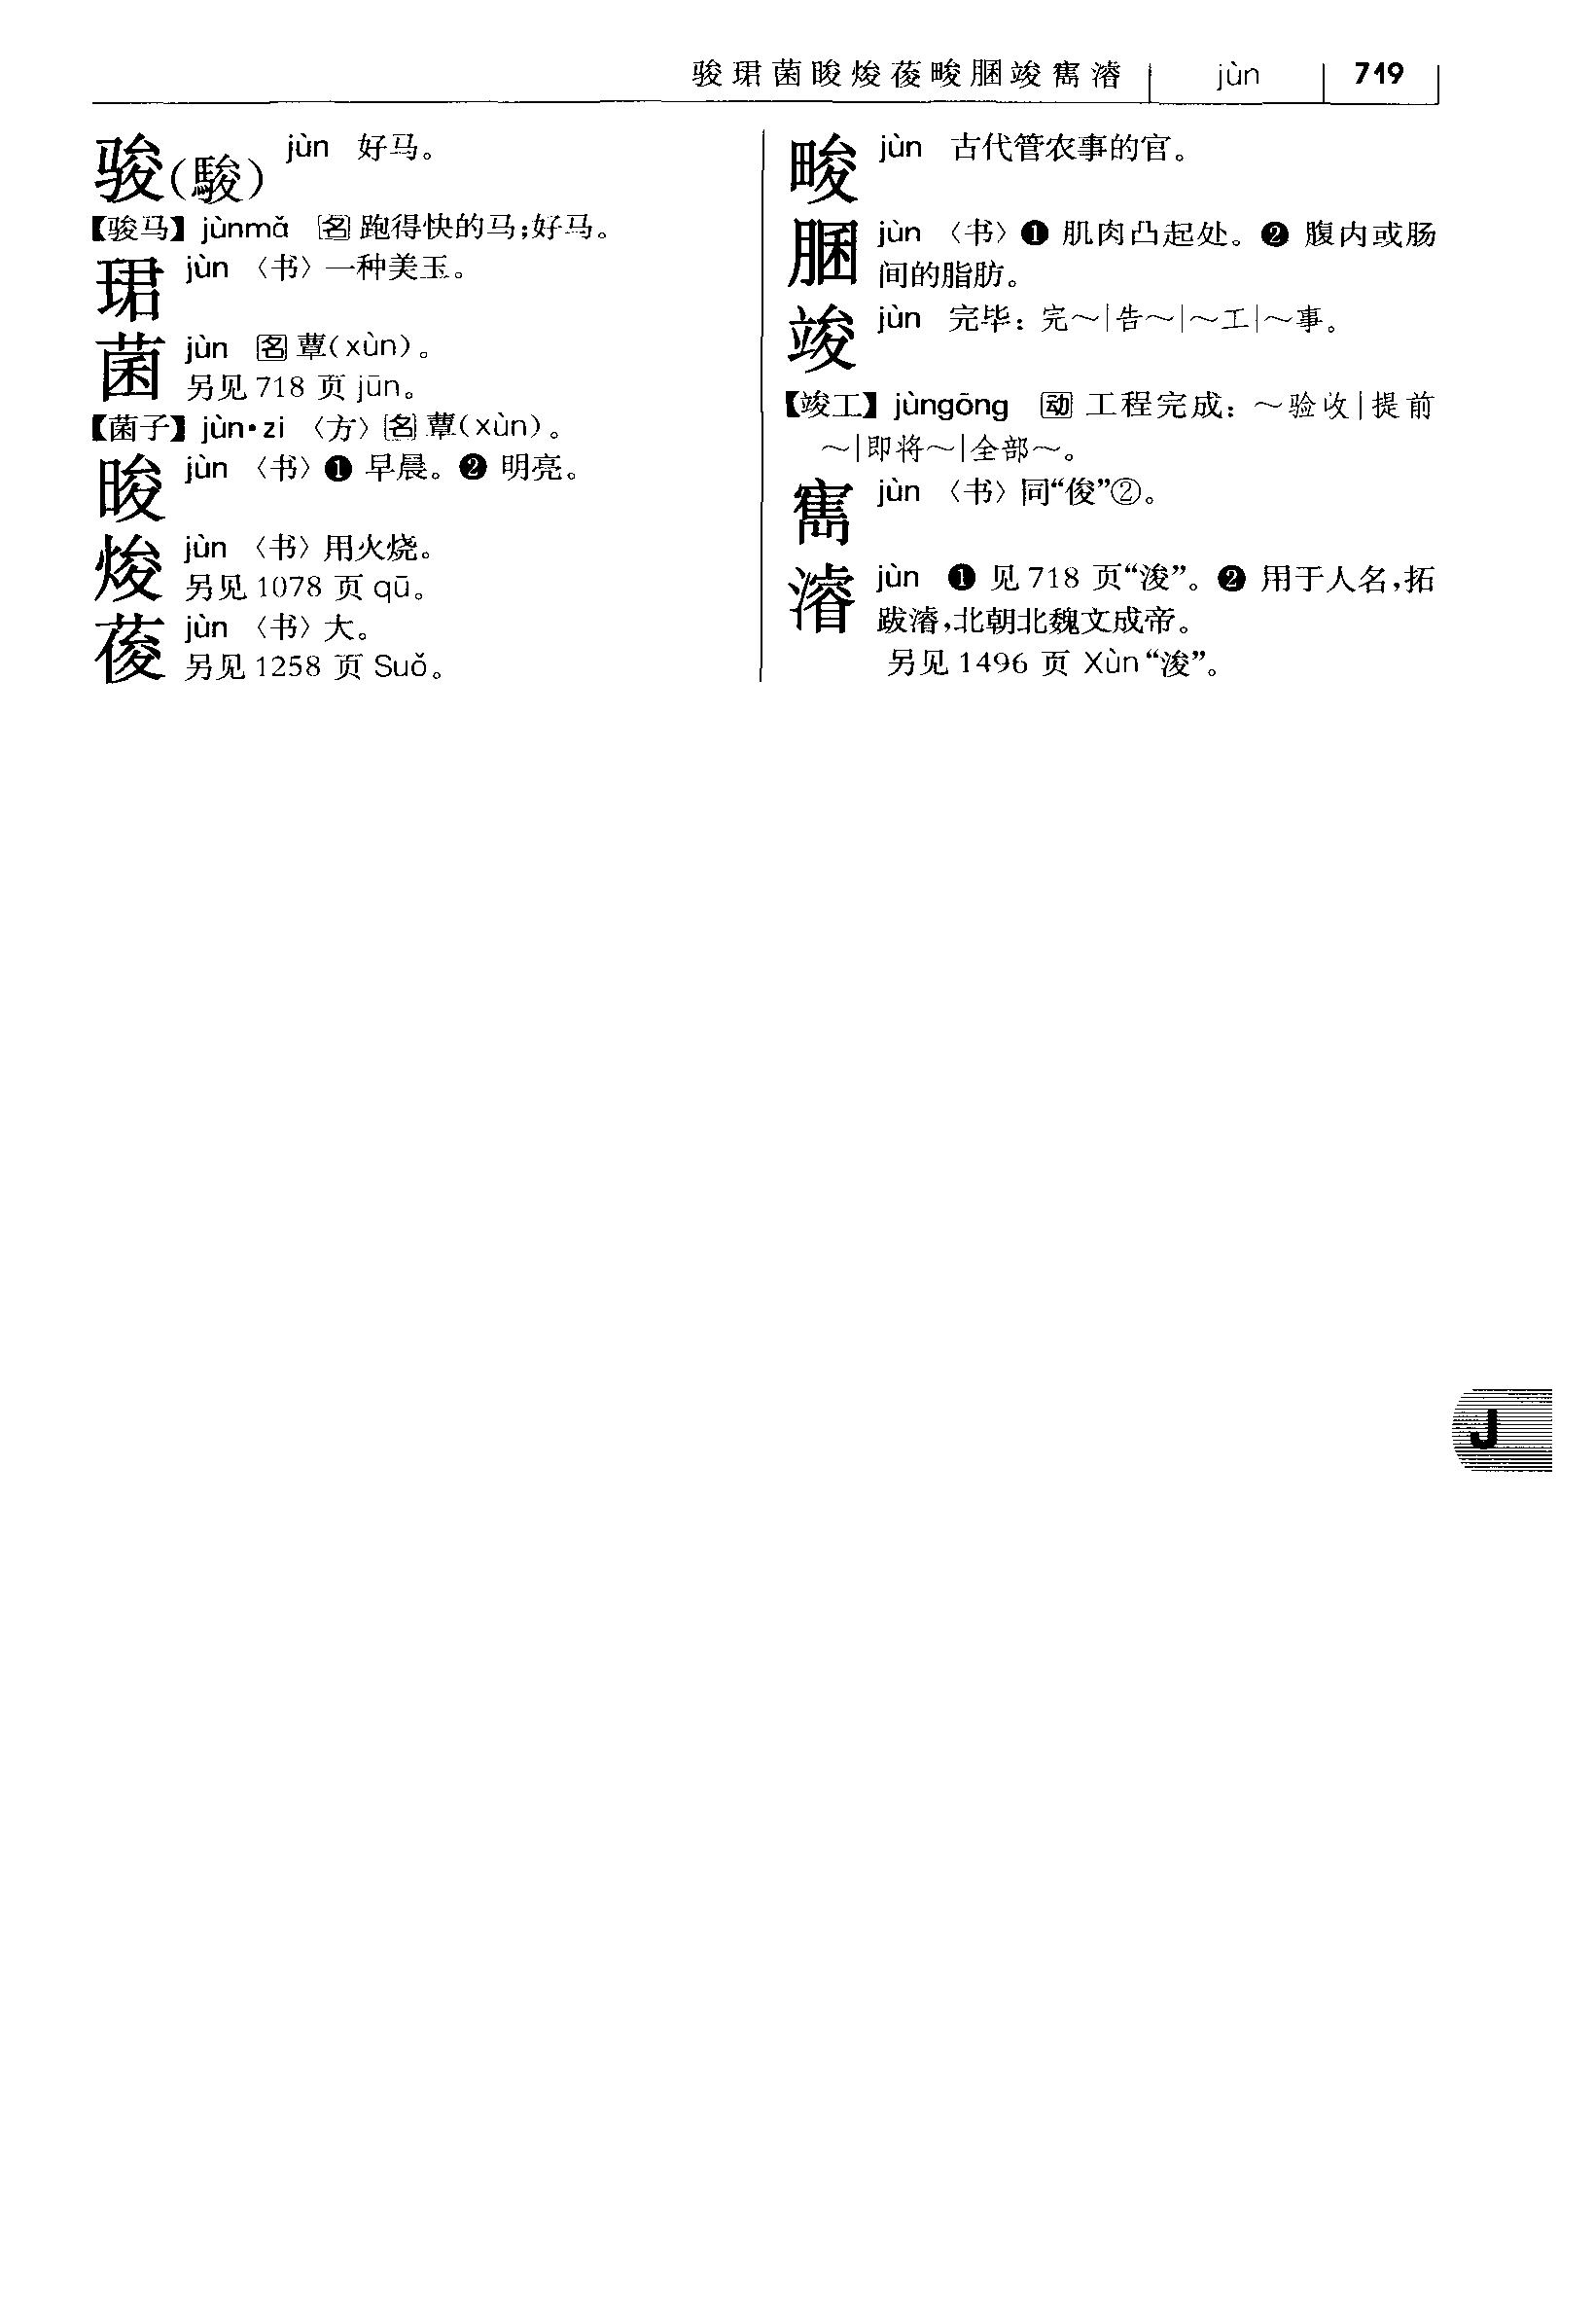 骏珺菌晙焌葰畯䐃竣寯濬 jùn 719
骏(駿) jùn 好马。
【骏马】jùnmǎ 名 跑得快的马;好马。
珺 jùn 〈书〉一种美玉。
菌 jùn 名 蕈(xùn)。
另见 718 页 jūn。
【菌子】jùn·zi 〈方〉名 蕈(xùn)。
晙 jùn 〈书〉❶ 早晨。❷ 明亮。
焌 jùn 〈书〉用火烧。
另见 1078 页 qū。
葰 jùn 〈书〉大。
另见 1258 页 Suǒ。
畯 jùn 古代管农事的官。
䐃 jùn 〈书〉❶ 肌肉凸起处。❷ 腹内或肠
间的脂肪。
竣 jùn 完毕：完～|告～|～工|～事。
【竣工】jùngōng 动 工程完成：～验收|提前
～|即将～|全部～。
寯 jùn 〈书〉同“俊”②。
濬 jùn ❶ 见 718 页“浚”。❷ 用于人名,拓
跋濬,北朝北魏文成帝。
另见 1496 页 Xùn“浚”。
J